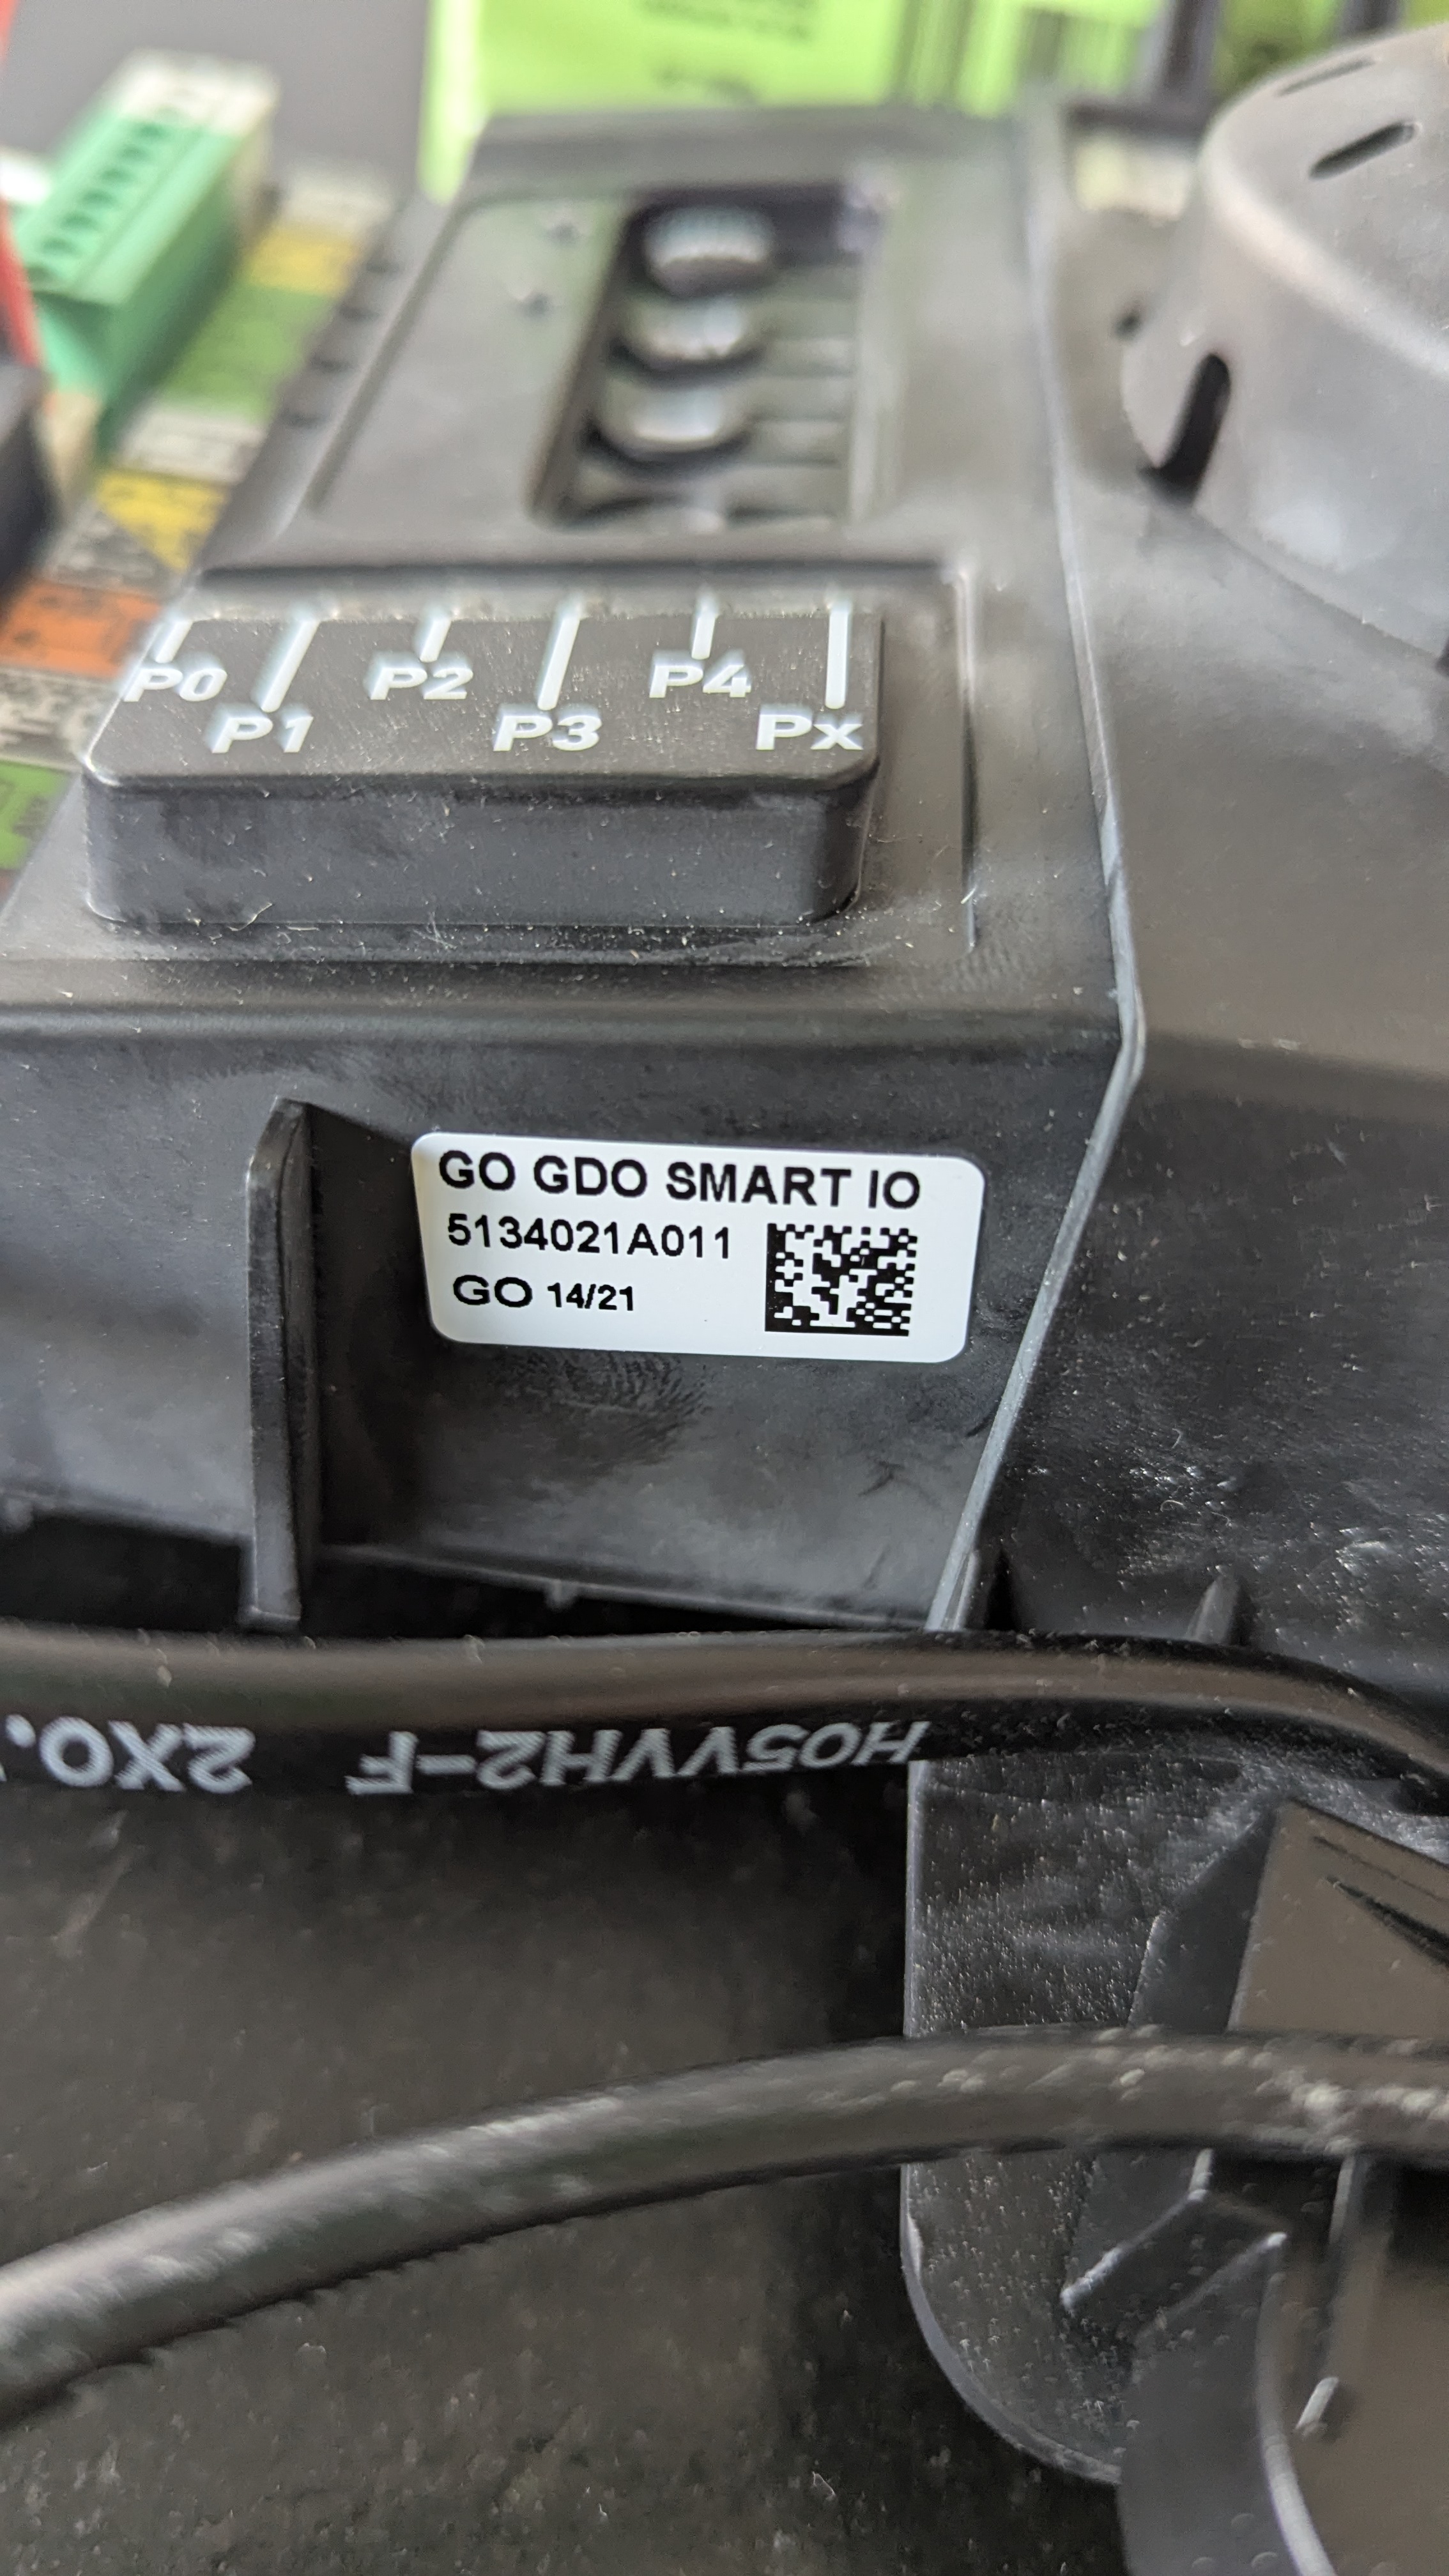 P0 P2 P4
P1 P3 Px
GO GDO SMART IO
5134021A011
GO 14/21
H05VVH2-F 2X0.